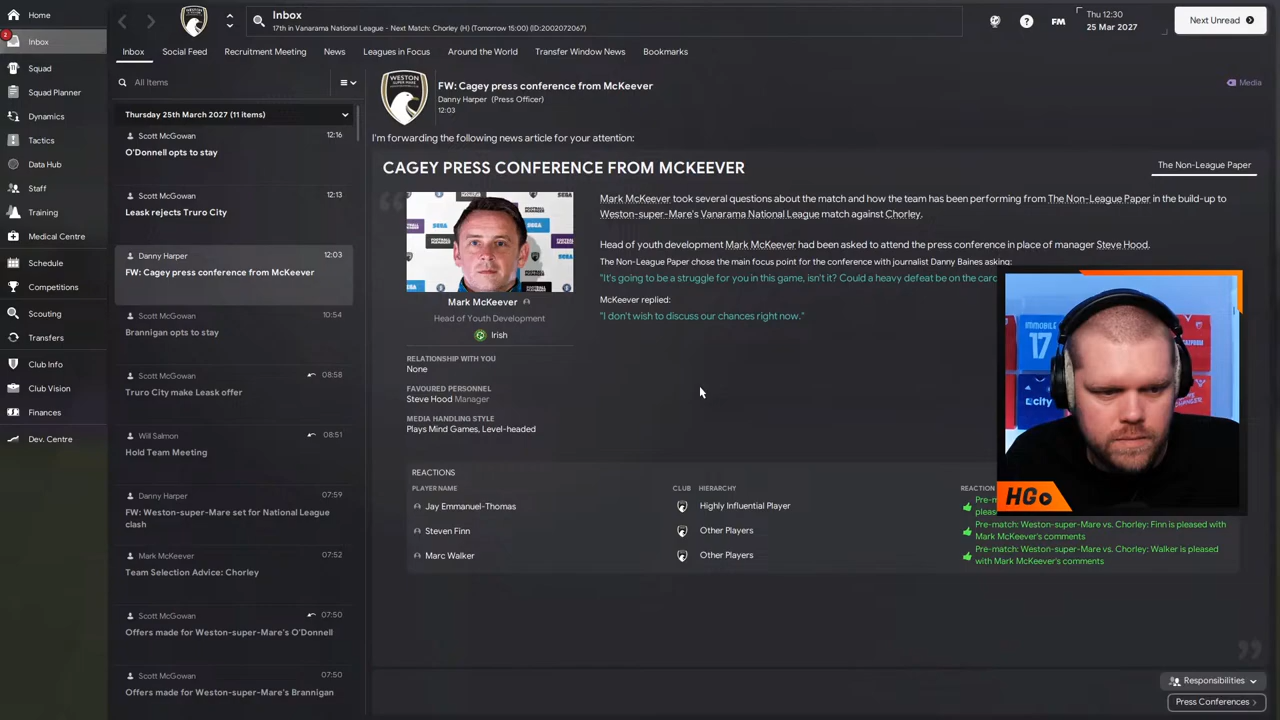 Home
2
Inbox
Squad
Squad Planner
Dynamics
Tactics
Data Hub
Staff
Training
Medical Centre
Schedule
Competitions
Scouting
Transfers
Club Info
Club Vision
Finances
Dev. Centre
Inbox
17th in Vanarama National League - Next Match: Chorley (H) (Tomorrow 15:00) (ID:2002072067)
FM
Thu 12:30
25 Mar 2027
Next Unread
Inbox Social Feed Recruitment Meeting News Leagues in Focus Around the World Transfer Window News Bookmarks
All Items
Thursday 25th March 2027 (11 items)
Scott McGowan 12:16
O'Donnell opts to stay
Scott McGowan 12:13
Leask rejects Truro City
Danny Harper 12:03
FW: Cagey press conference from McKeever
Scott McGowan 10:54
Brannigan opts to stay
Scott McGowan 08:58
Truro City make Leask offer
Will Salmon 08:51
Hold Team Meeting
Danny Harper 07:59
FW: Weston-super-Mare set for National League
clash
Mark McKeever 07:52
Team Selection Advice: Chorley
Scott McGowan 07:50
Offers made for Weston-super-Mare's O'Donnell
Scott McGowan 07:50
Offers made for Weston-super-Mare's Brannigan
WESTON
SUPER MARE
FW: Cagey press conference from McKeever
Danny Harper (Press Officer)
12:03
Media
I'm forwarding the following news article for your attention:
CAGEY PRESS CONFERENCE FROM MCKEEVER
The Non-League Paper
SEGA
Mark McKeever
Head of Youth Development
Irish
RELATIONSHIP WITH YOU
None
FAVOURED PERSONNEL
Steve Hood Manager
MEDIA HANDLING STYLE
Plays Mind Games, Level-headed
Mark McKeever took several questions about the match and how the team has been performing from The Non-League Paper in the build-up to
Weston-super-Mare's Vanarama National League match against Chorley.
Head of youth development Mark McKeever had been asked to attend the press conference in place of manager Steve Hood.
The Non-League Paper chose the main focus point for the conference with journalist Danny Baines asking:
"It's going to be a struggle for you in this game, isn't it? Could a heavy defeat be on the card
McKeever replied:
"I don't wish to discuss our chances right now."
REACTIONS
PLAYER NAME CLUB HIERARCHY REACTION
Jay Emmanuel-Thomas Highly Influential Player Pre-m
pleas
Steven Finn Other Players Pre-match: Weston-super-Mare vs. Chorley: Finn is pleased with
Mark McKeever's comments
Marc Walker Other Players Pre-match: Weston-super-Mare vs. Chorley: Walker is pleased
with Mark McKeever's comments
IMMOBILE
17
city
HGO
Responsibilities
Press Conferences